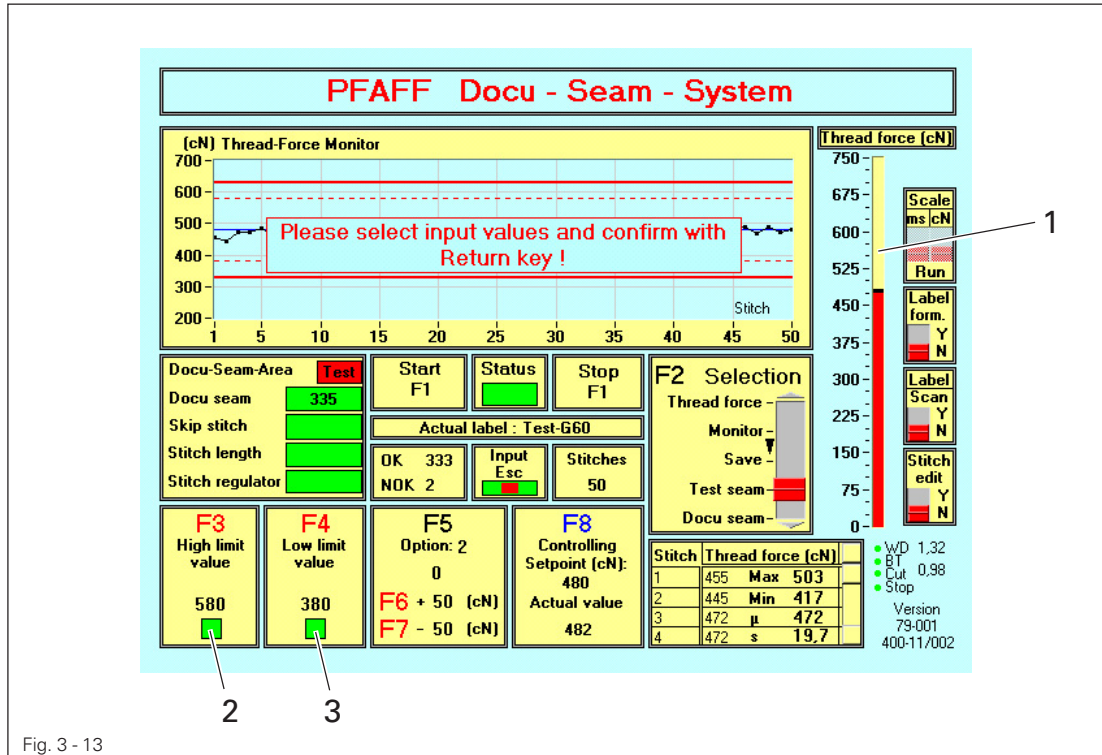 PFAFF Docu - Seam - System
(cN) Thread-Force Monitor
700
600
500
400
300
200
Please select input values and confirm with
Return key !
Stitch
1 5 10 15 20 25 30 35 40 45 50
Thread force (cN)
750
675
600
525
450
375
300
225
150
75
0
Scale
ms cN
Run
Label
form.
Y
N
Label
Scan
Y
N
Stitch
edit
Y
N
1
Docu-Seam-Area Test
Docu seam 335
Skip stitch
Stitch length
Stitch regulator
Start
F1
Status
Stop
F1
Actual label : Test-G60
OK 333
NOK 2
Input
Esc
Stitches
50
F2 Selection
Thread force
Monitor
Save
Test seam
Docu seam
F3
High limit
value
580
F4
Low limit
value
380
F5
Option: 2
0
F6 + 50 (cN)
F7 - 50 (cN)
F8
Controlling
Setpoint (cN):
480
Actual value
482
Stitch Thread force (cN)
1 455 Max 503
2 445 Min 417
3 472 µ 472
4 472 s 19,7
WD 1,32
BT
Cut 0,98
Stop
Version
79-001
400-11/002
2
3
Fig. 3 - 13